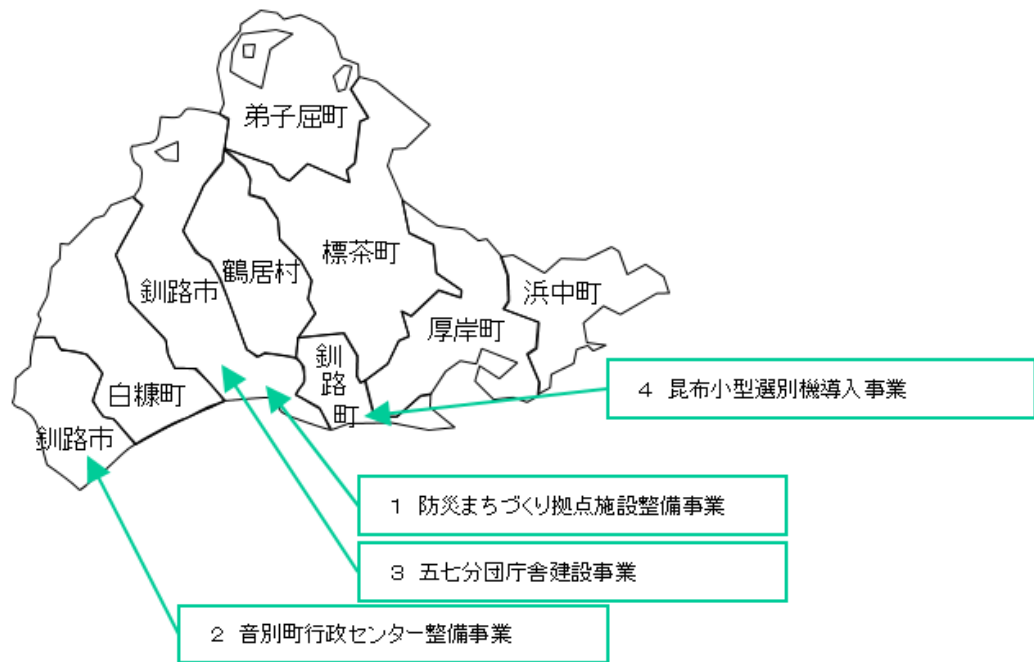 弟子屈町
標茶町
鶴居村
釧路市
浜中町
厚岸町
釧路町
白糠町
釧路市
4 昆布小型選別機導入事業
1 防災まちづくり拠点施設整備事業
3 五七分団庁舎建設事業
2 音別町行政センター整備事業